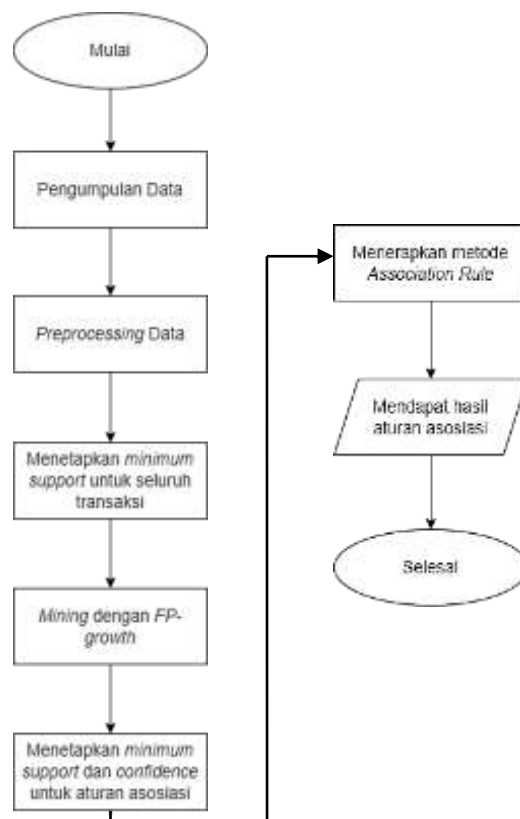 Mulai
Pengumpulan Data
Preprocessing Data
Menetapkan minimum
support untuk seluruh
transaksi
Mining dengan FP-
growth
Menetapkan minimum
support dan confidence
untuk aturan asosiasi
Menerapkan metode
Association Rule
Mendapat hasil
aturan asosiasi
Selesai